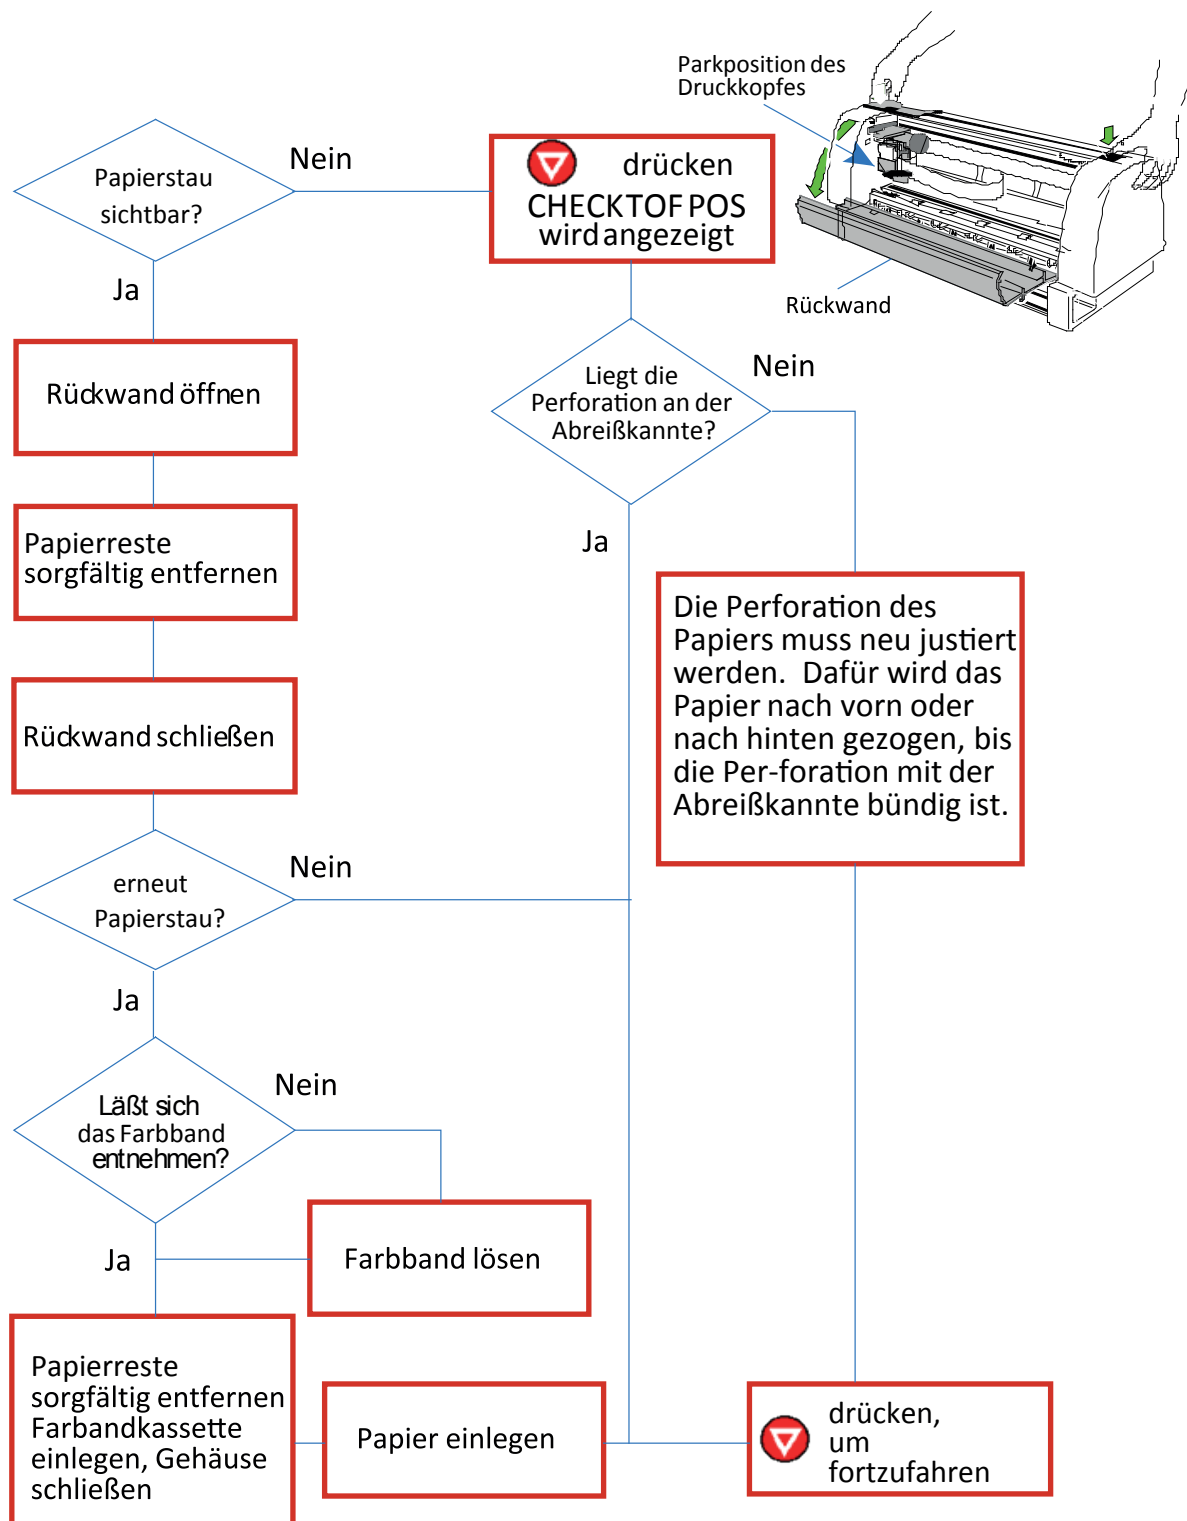 Parkposition des
Druckkopfes
Rückwand
Papierstau
sichtbar?
Nein
Ja
drücken
CHECKTOF POS
wird angezeigt
Rückwand öffnen
Liegt die
Perforation an der
Abreißkannte?
Nein
Ja
Papierreste
sorgfältig entfernen
Die Perforation des
Papiers muss neu justiert
werden. Dafür wird das
Papier nach vorn oder
nach hinten gezogen, bis
die Per-foration mit der
Abreißkannte bündig ist.
Rückwand schließen
erneut
Papierstau?
Nein
Ja
Läßt sich
das Farbband
entnehmen?
Nein
Ja
Farbband lösen
Papierreste
sorgfältig entfernen
Farbandkassette
einlegen, Gehäuse
schließen
Papier einlegen
drücken,
um
fortzufahren